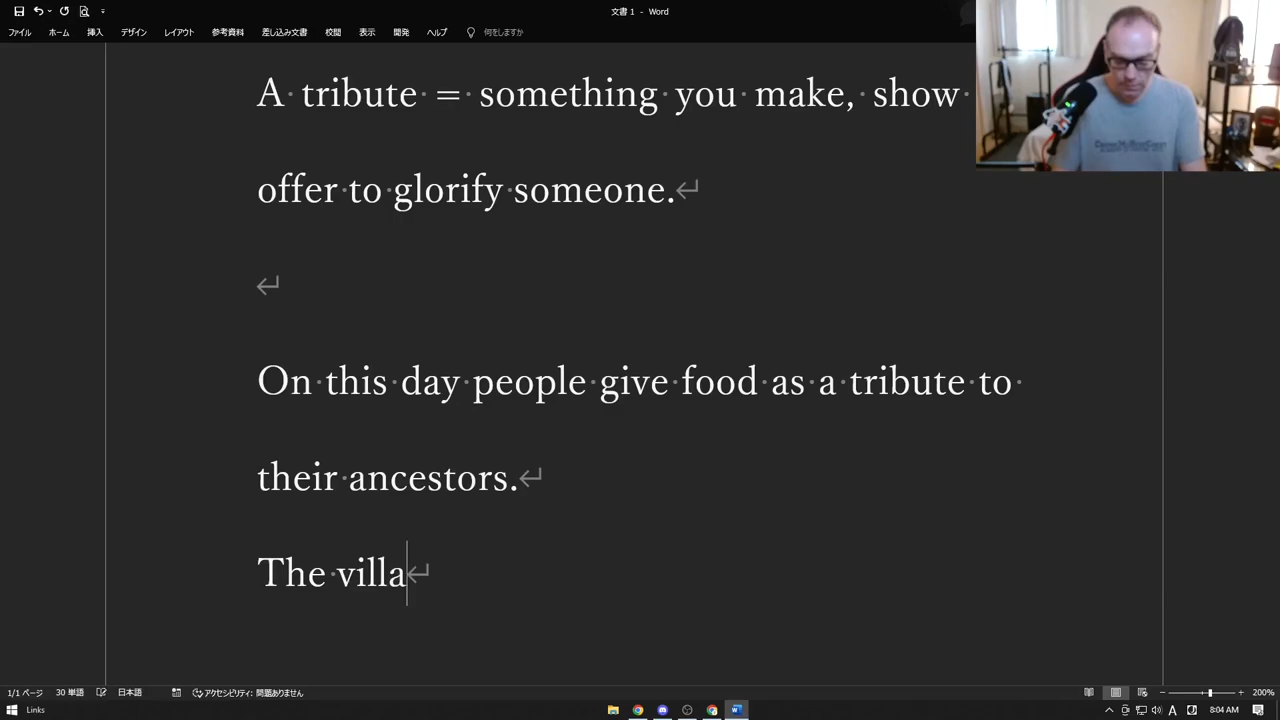 文書 1 - Word
ファイル ホーム 挿入 デザイン レイアウト 参考資料 差し込み文書 校閲 表示 開発 ヘルプ 何をしますか
A tribute = something you make, show
offer to glorify someone.
On this day people give food as a tribute to
their ancestors.
The villa
1/1 ページ 30 単語 日本語 アクセシビリティ: 問題ありません 200%
Links A 8:04 AM